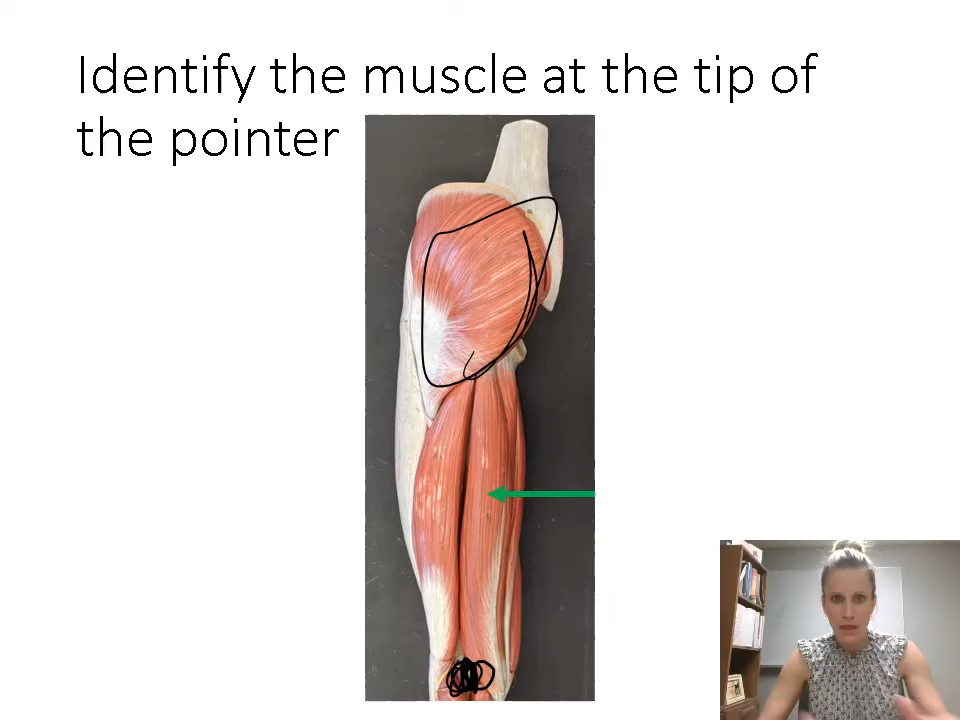 Identify the muscle at the tip of
the pointer